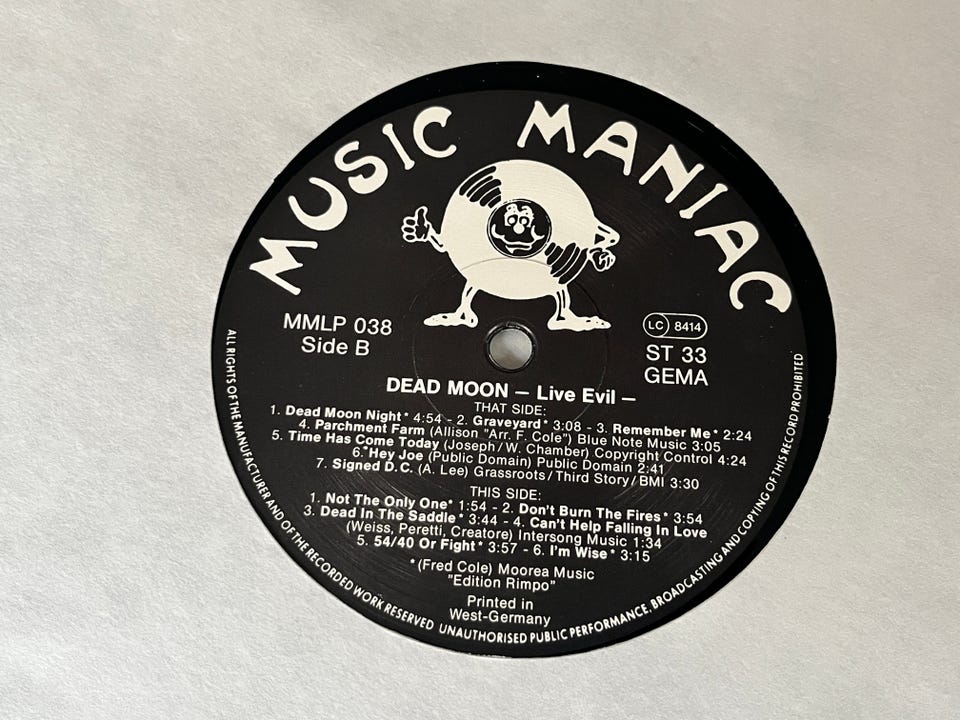 MUSIC MANIAC
MMLP 038
Side B
LC 8414
ST 33
GEMA
DEAD MOON – Live Evil –
THAT SIDE:
1. Dead Moon Night* 4:54 - 2. Graveyard* 3:08 - 3. Remember Me* 2:24
4. Parchment Farm (Allison "Arr. F. Cole") Blue Note Music 3:05
5. Time Has Come Today (Joseph/W. Chamber) Copyright Control 4:24
6.*Hey Joe (Public Domain) Public Domain 2:41
7. Signed D.C. (A. Lee) Grassroots/Third Story/BMI 3:30
THIS SIDE:
1. Not The Only One* 1:54 - 2. Don't Burn The Fires* 3:54
3. Dead In The Saddle* 3:44 - 4. Can't Help Falling In Love
(Weiss, Peretti, Creatore) Intersong Music 1:34
5. 54/40 Or Fight* 3:57 - 6. I'm Wise* 3:15
*(Fred Cole) Moorea Music
"Edition Rimpo"
Printed in
West-Germany
ALL RIGHTS OF THE MANUFACTURER AND OF THE RECORDED WORK RESERVED UNAUTHORISED PUBLIC PERFORMANCE, BROADCASTING AND COPYING OF THIS RECORD PROHIBITED